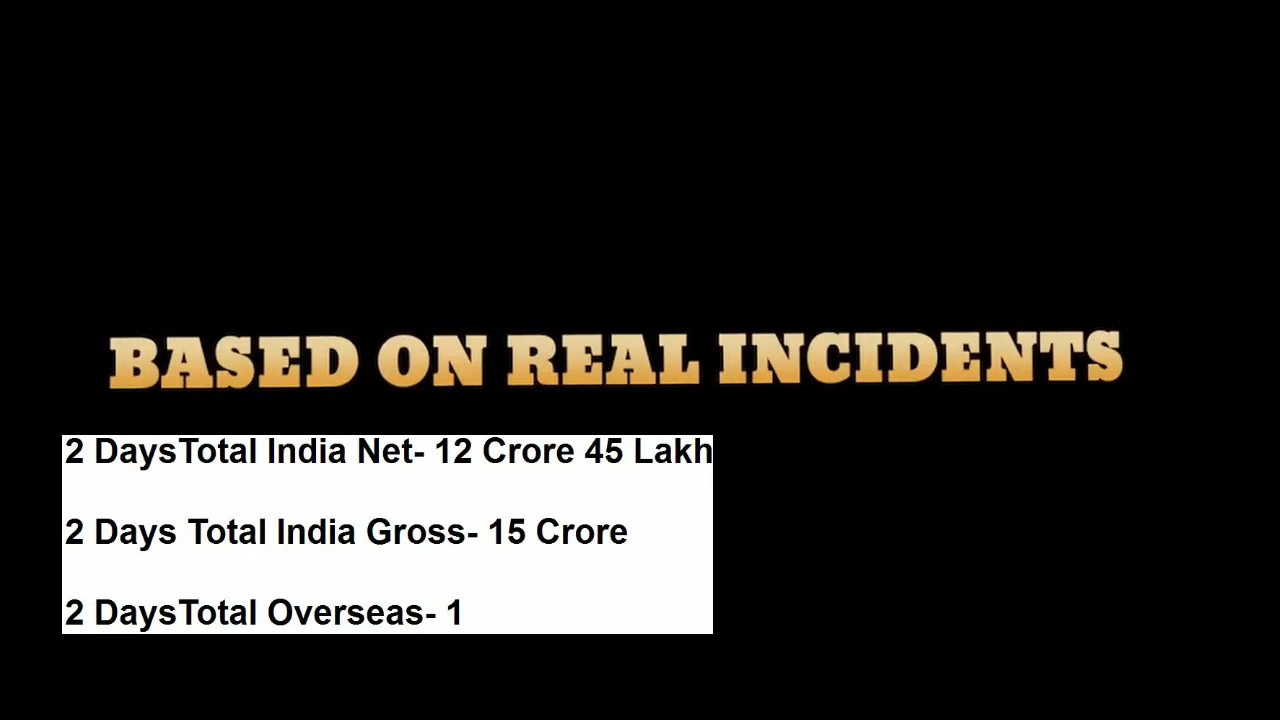 BASED ON REAL INCIDENTS
2 DaysTotal India Net- 12 Crore 45 Lakh
2 Days Total India Gross- 15 Crore
2 DaysTotal Overseas- 1